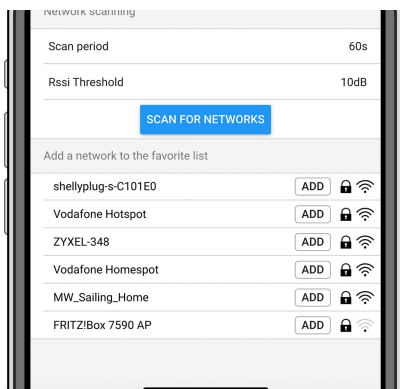 Network scanning
Scan period 60s
Rssi Threshold 10dB
SCAN FOR NETWORKS
Add a network to the favorite list
shellyplug-s-C101E0 ADD
Vodafone Hotspot ADD
ZYXEL-348 ADD
Vodafone Homespot ADD
MW_Sailing_Home ADD
FRITZ!Box 7590 AP ADD